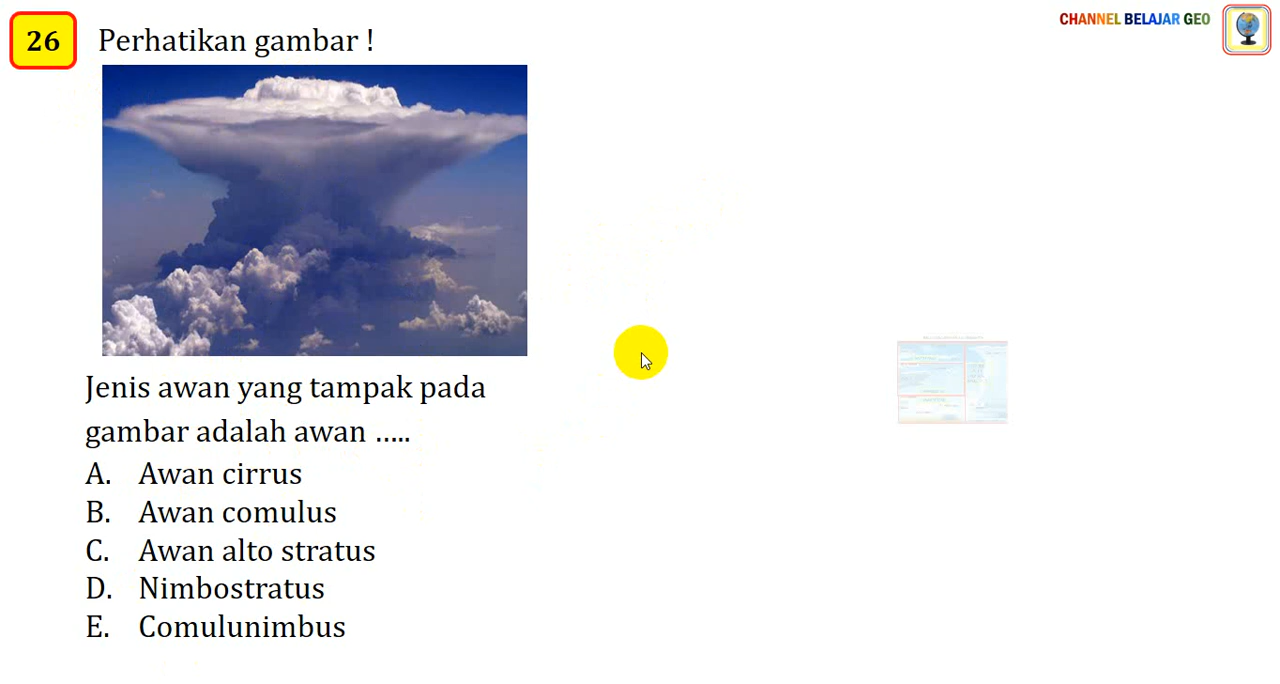 26
Perhatikan gambar !
CHANNEL BELAJAR GEO
Jenis awan yang tampak pada
gambar adalah awan .....
A. Awan cirrus
B. Awan comulus
C. Awan alto stratus
D. Nimbostratus
E. Comulunimbus